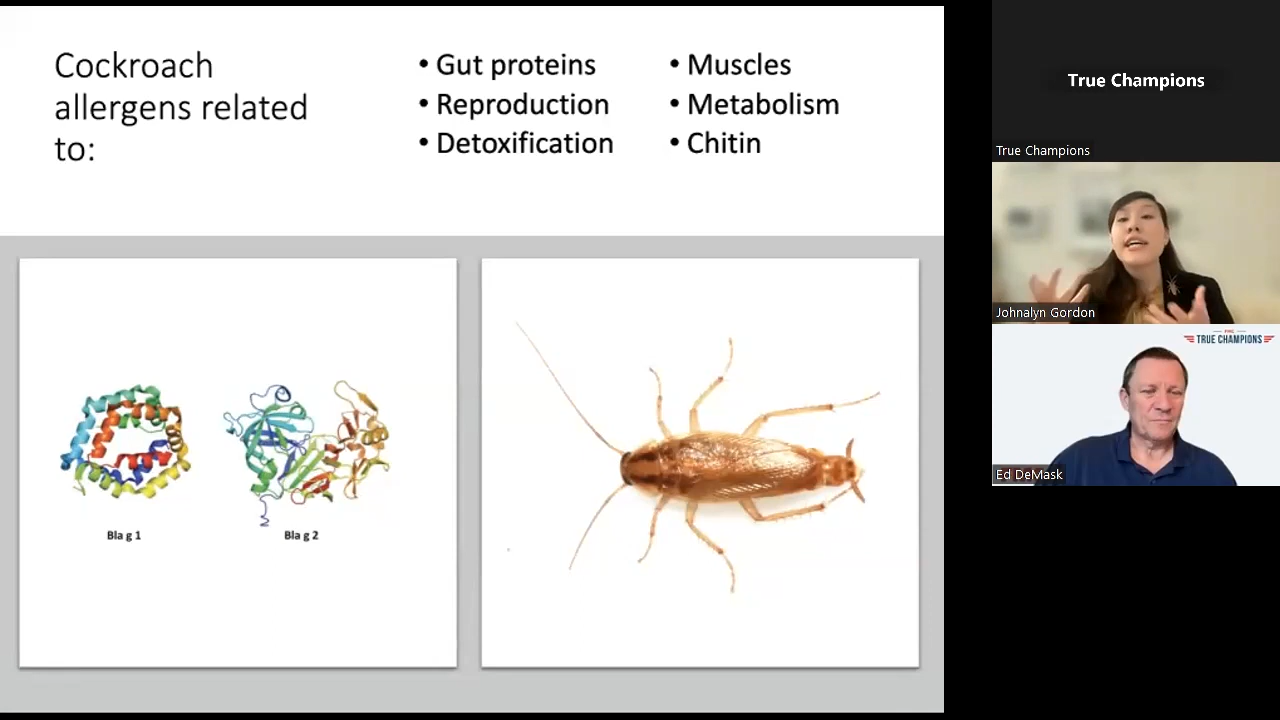 Cockroach
allergens related
to:
• Gut proteins
• Reproduction
• Detoxification
• Muscles
• Metabolism
• Chitin
Bla g 1
Bla g 2
True Champions
True Champions
Johnalyn Gordon
TRUE CHAMPIONS
Ed DeMask